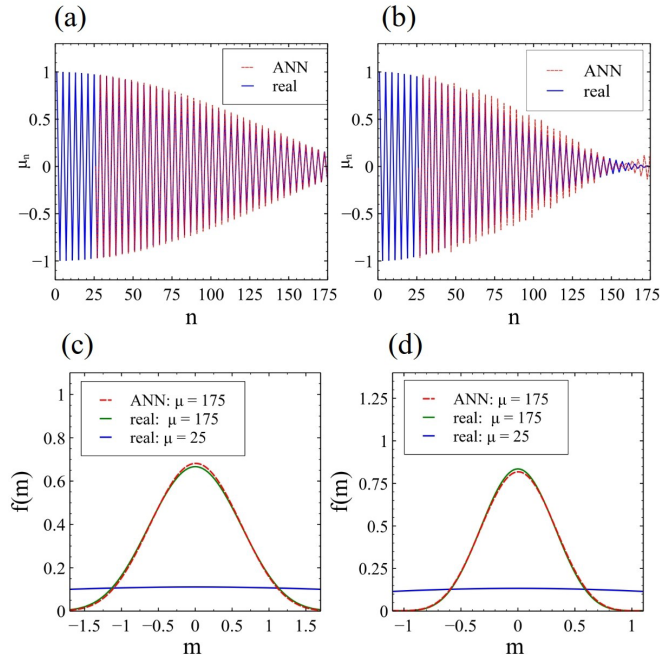 (a)
(b)
ANN
real
ANN
real
1
0.5
0
−0.5
−1
μn
0 25 50 75 100 125 150 175
n
1
0.5
0
−0.5
−1
μn
0 25 50 75 100 125 150 175
n
(c)
(d)
ANN: μ = 175
real: μ = 175
real: μ = 25
1
0.8
0.6
0.4
0.2
0
f(m)
−1.5 −1 −0.5 0 0.5 1 1.5
m
ANN: μ = 175
real: μ = 175
real: μ = 25
1.25
1
0.75
0.5
0.25
0
f(m)
−1 −0.5 0 0.5 1
m